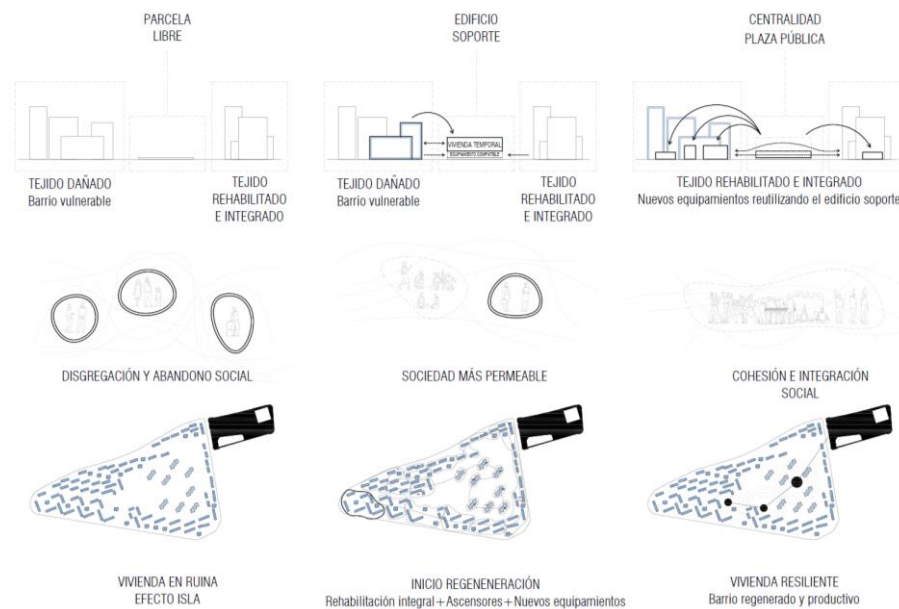 PARCELA
LIBRE
EDIFICIO
SOPORTE
CENTRALIDAD
PLAZA PÚBLICA
VIVIENDA TEMPORAL
EQUIPAMIENTO COMPATIBLE
TEJIDO DAÑADO
Barrio vulnerable
TEJIDO
REHABILITADO
E INTEGRADO
TEJIDO DAÑADO
Barrio vulnerable
TEJIDO
REHABILITADO
E INTEGRADO
TEJIDO REHABILITADO E INTEGRADO
Nuevos equipamientos reutilizando el edificio soporte
DISGREGACIÓN Y ABANDONO SOCIAL
SOCIEDAD MÁS PERMEABLE
COHESIÓN E INTEGRACIÓN
SOCIAL
VIVIENDA EN RUINA
EFECTO ISLA
INICIO REGENENERACIÓN
Rehabilitación integral+Ascensores+Nuevos equipamientos
VIVIENDA RESILIENTE
Barrio regenerado y productivo